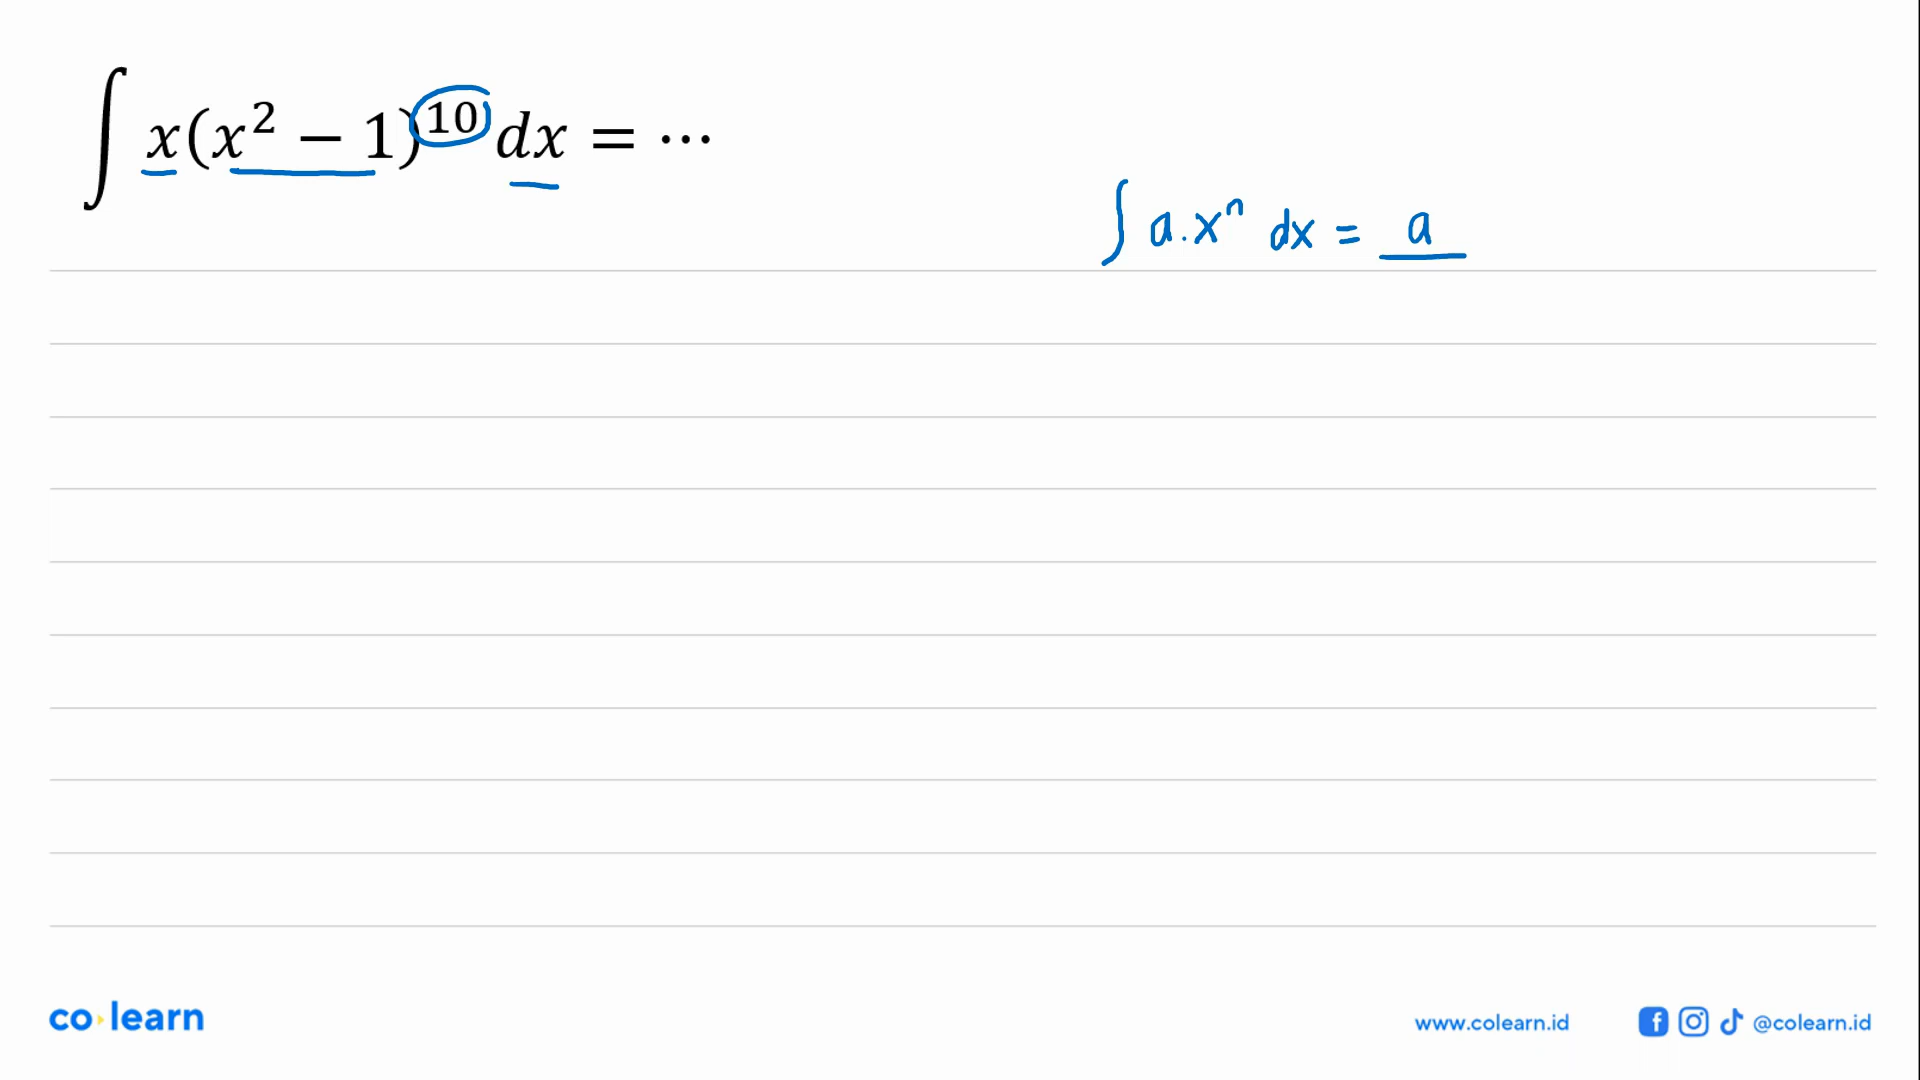 ∫ x(x² − 1)¹⁰ dx = ⋯
∫ a.xⁿ dx = a
co learn
www.colearn.id
@colearn.id